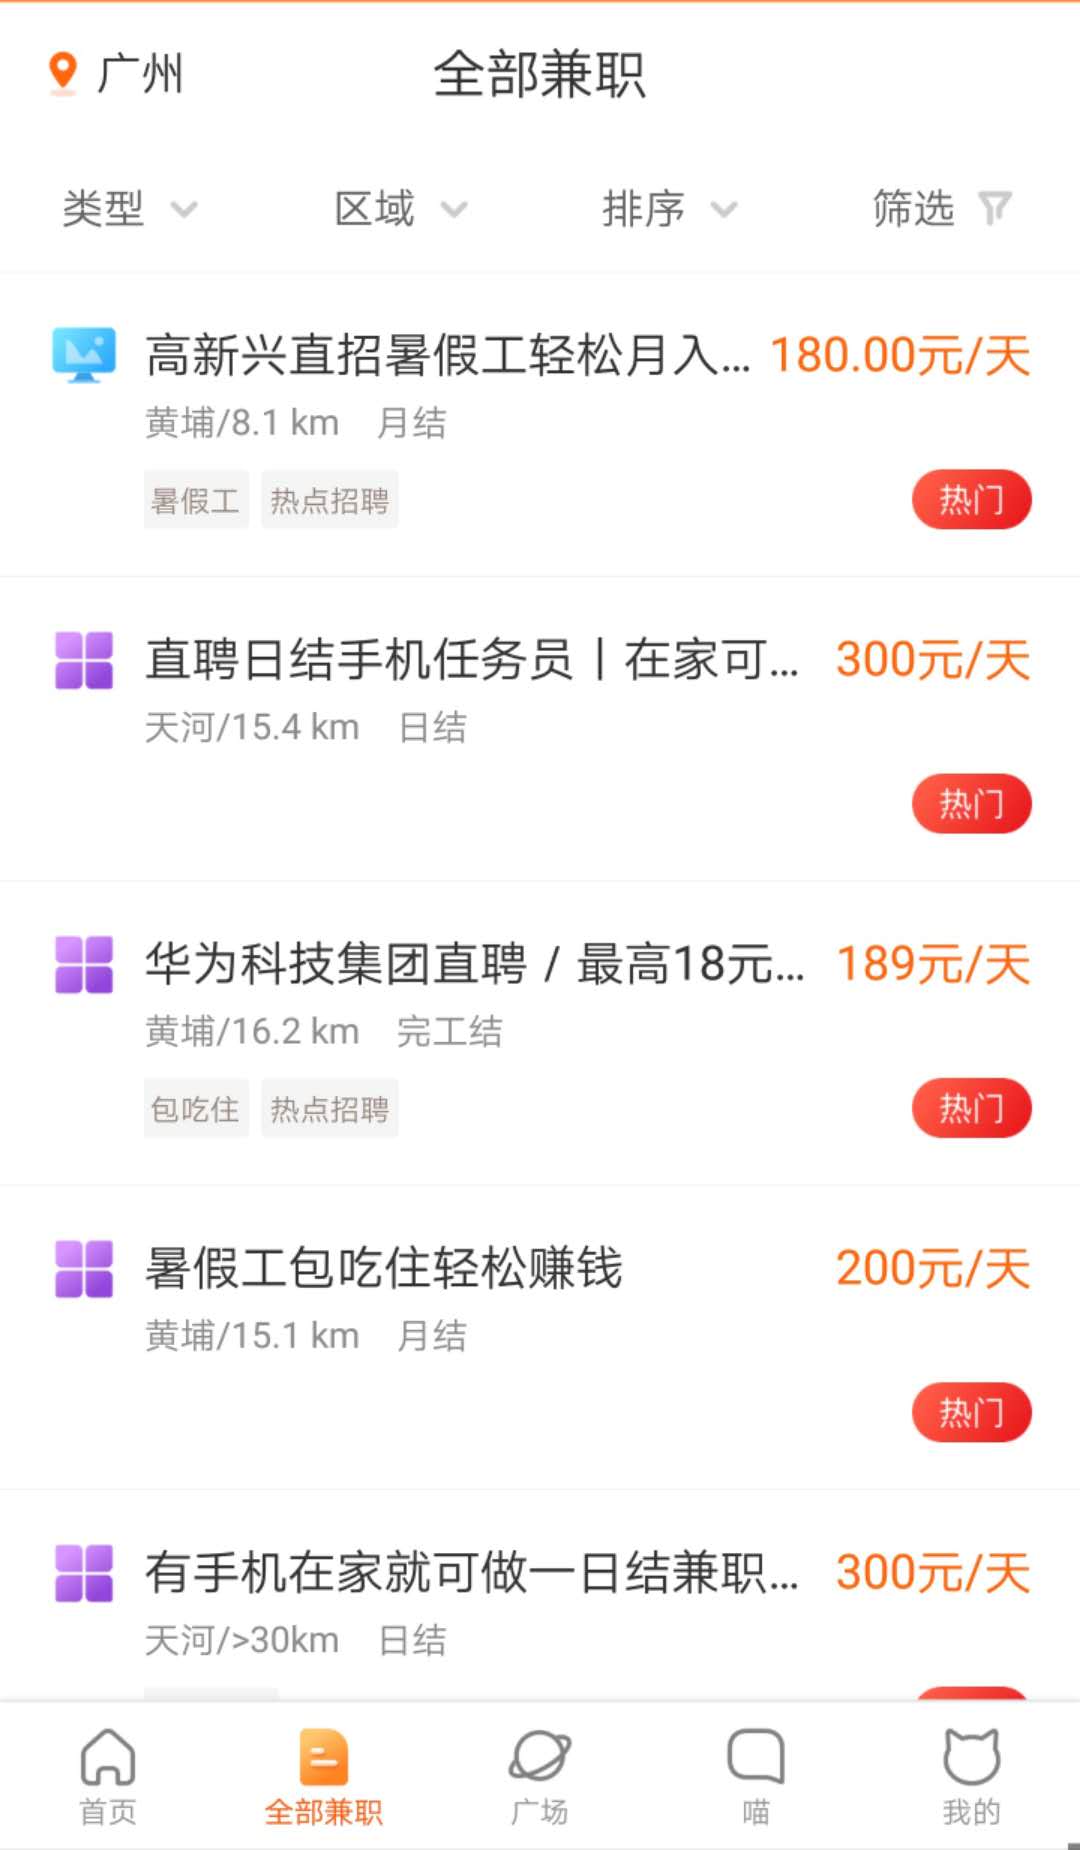 广州
全部兼职
类型 区域 排序 筛选
高新兴直招暑假工轻松月入... 180.00元/天
黄埔/8.1 km 月结
暑假工 热点招聘 热门
直聘日结手机任务员丨在家可... 300元/天
天河/15.4 km 日结
热门
华为科技集团直聘 / 最高18元... 189元/天
黄埔/16.2 km 完工结
包吃住 热点招聘 热门
暑假工包吃住轻松赚钱 200元/天
黄埔/15.1 km 月结
热门
有手机在家就可做一日结兼职... 300元/天
天河/>30km 日结
首页 全部兼职 广场 喵 我的